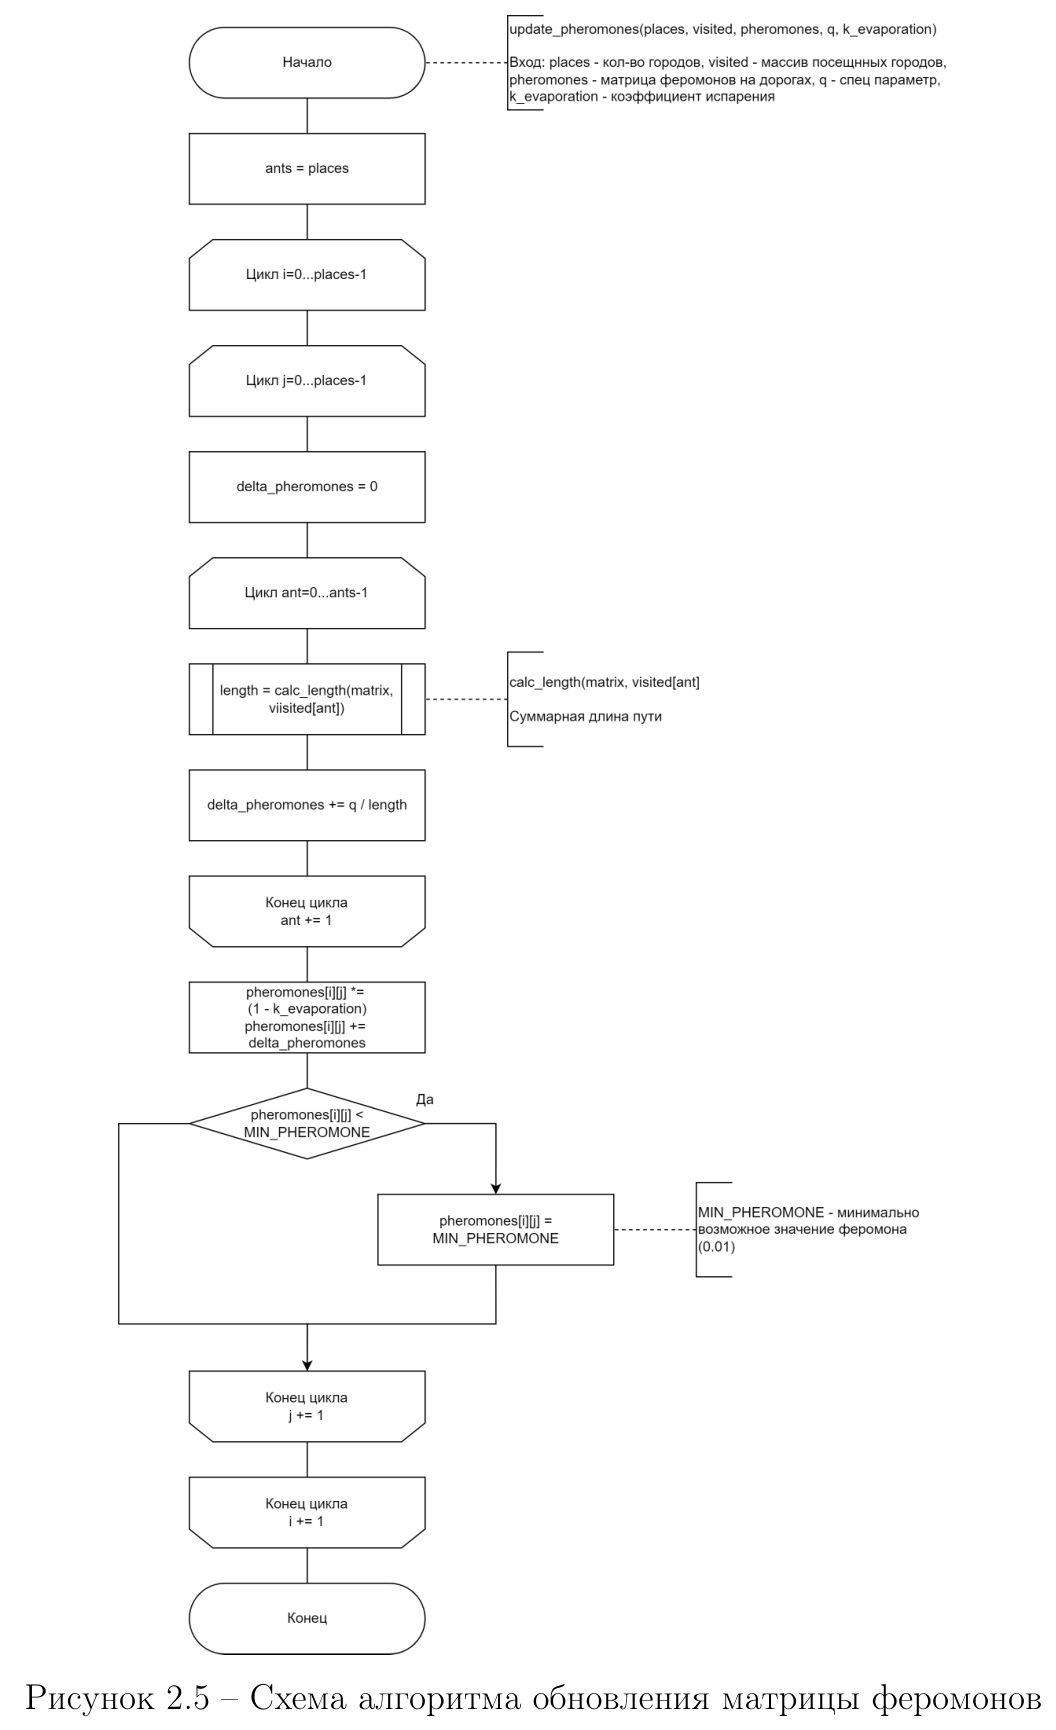 Начало
update_pheromones(places, visited, pheromones, q, k_evaporation)
Вход: places - кол-во городов, visited - массив посещнных городов,
pheromones - матрица феромонов на дорогах, q - спец параметр,
k_evaporation - коэффициент испарения
ants = places
Цикл i=0...places-1
Цикл j=0...places-1
delta_pheromones = 0
Цикл ant=0...ants-1
length = calc_length(matrix,
viisited[ant])
calc_length(matrix, visited[ant]
Суммарная длина пути
delta_pheromones += q / length
Конец цикла
ant += 1
pheromones[i][j] *=
(1 - k_evaporation)
pheromones[i][j] +=
delta_pheromones
Да
pheromones[i][j] <
MIN_PHEROMONE
pheromones[i][j] =
MIN_PHEROMONE
MIN_PHEROMONE - минимально
возможное значение феромона
(0.01)
Конец цикла
j += 1
Конец цикла
i += 1
Конец
Рисунок 2.5 – Схема алгоритма обновления матрицы феромонов